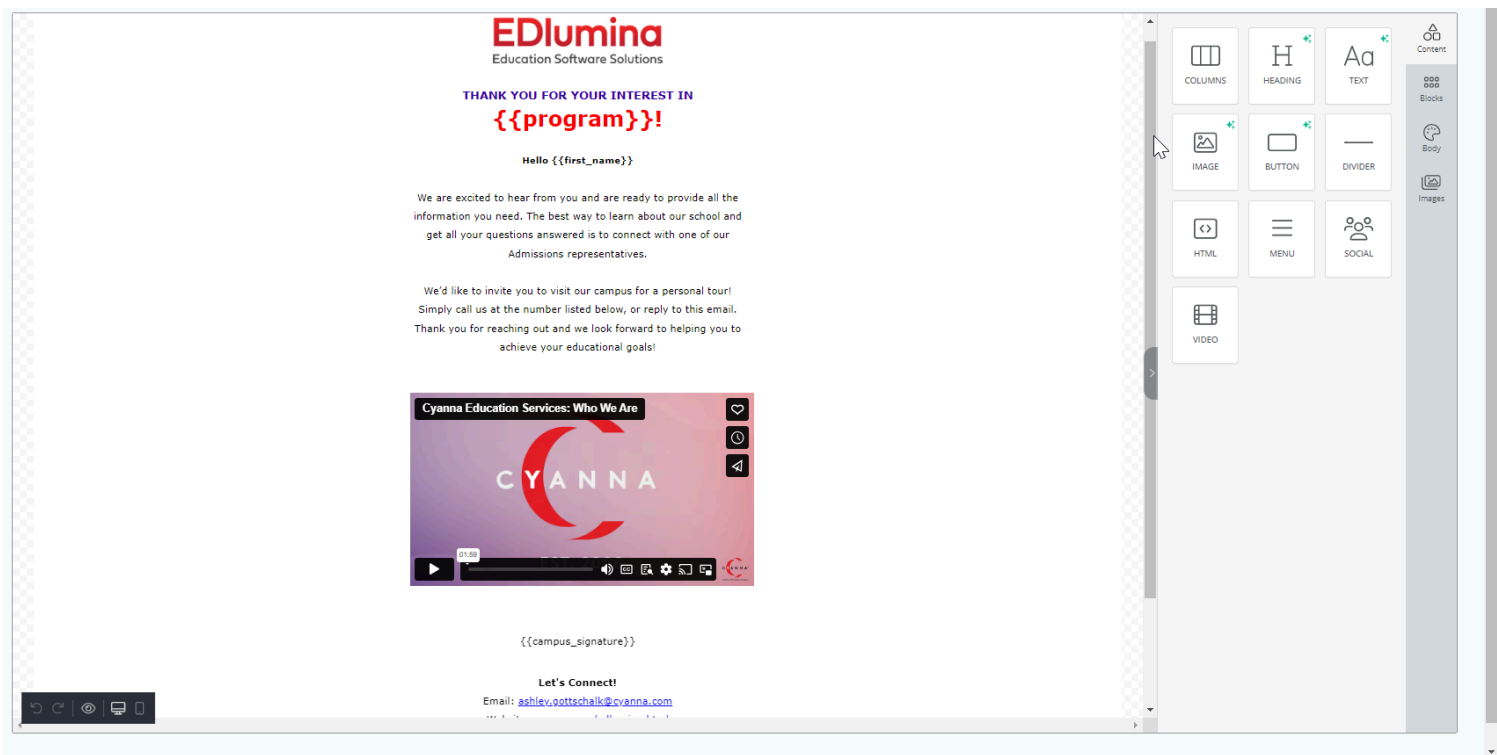 EDlumina
Education Software Solutions
THANK YOU FOR YOUR INTEREST IN
{{program}}!
Hello {{first_name}}
We are excited to hear from you and are ready to provide all the
information you need. The best way to learn about our school and
get all your questions answered is to connect with one of our
Admissions representatives.
We'd like to invite you to visit our campus for a personal tour!
Simply call us at the number listed below, or reply to this email.
Thank you for reaching out and we look forward to helping you to
achieve your educational goals!
Cyanna Education Services: Who We Are
CYANNA
01:59
CC
{{campus_signature}}
Let's Connect!
Email: ashley.gottschalk@cyanna.com
COLUMNS
HEADING
Aa
TEXT
IMAGE
BUTTON
DIVIDER
HTML
MENU
SOCIAL
VIDEO
Content
Blocks
Body
Images